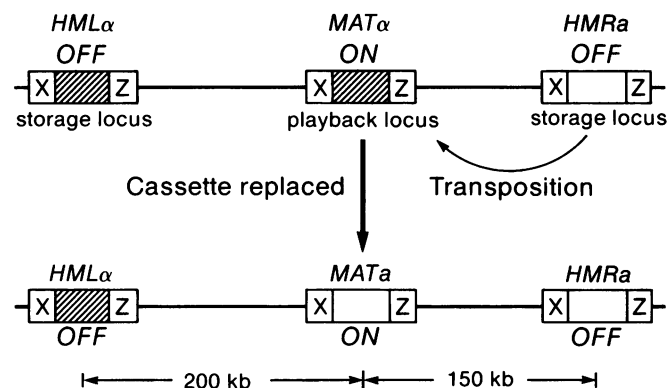 HMLα MATα HMRa
OFF ON OFF
X Z X Z X Z
storage locus playback locus storage locus
Cassette replaced Transposition
HMLα MATa HMRa
X Z X Z X Z
OFF ON OFF
200 kb 150 kb